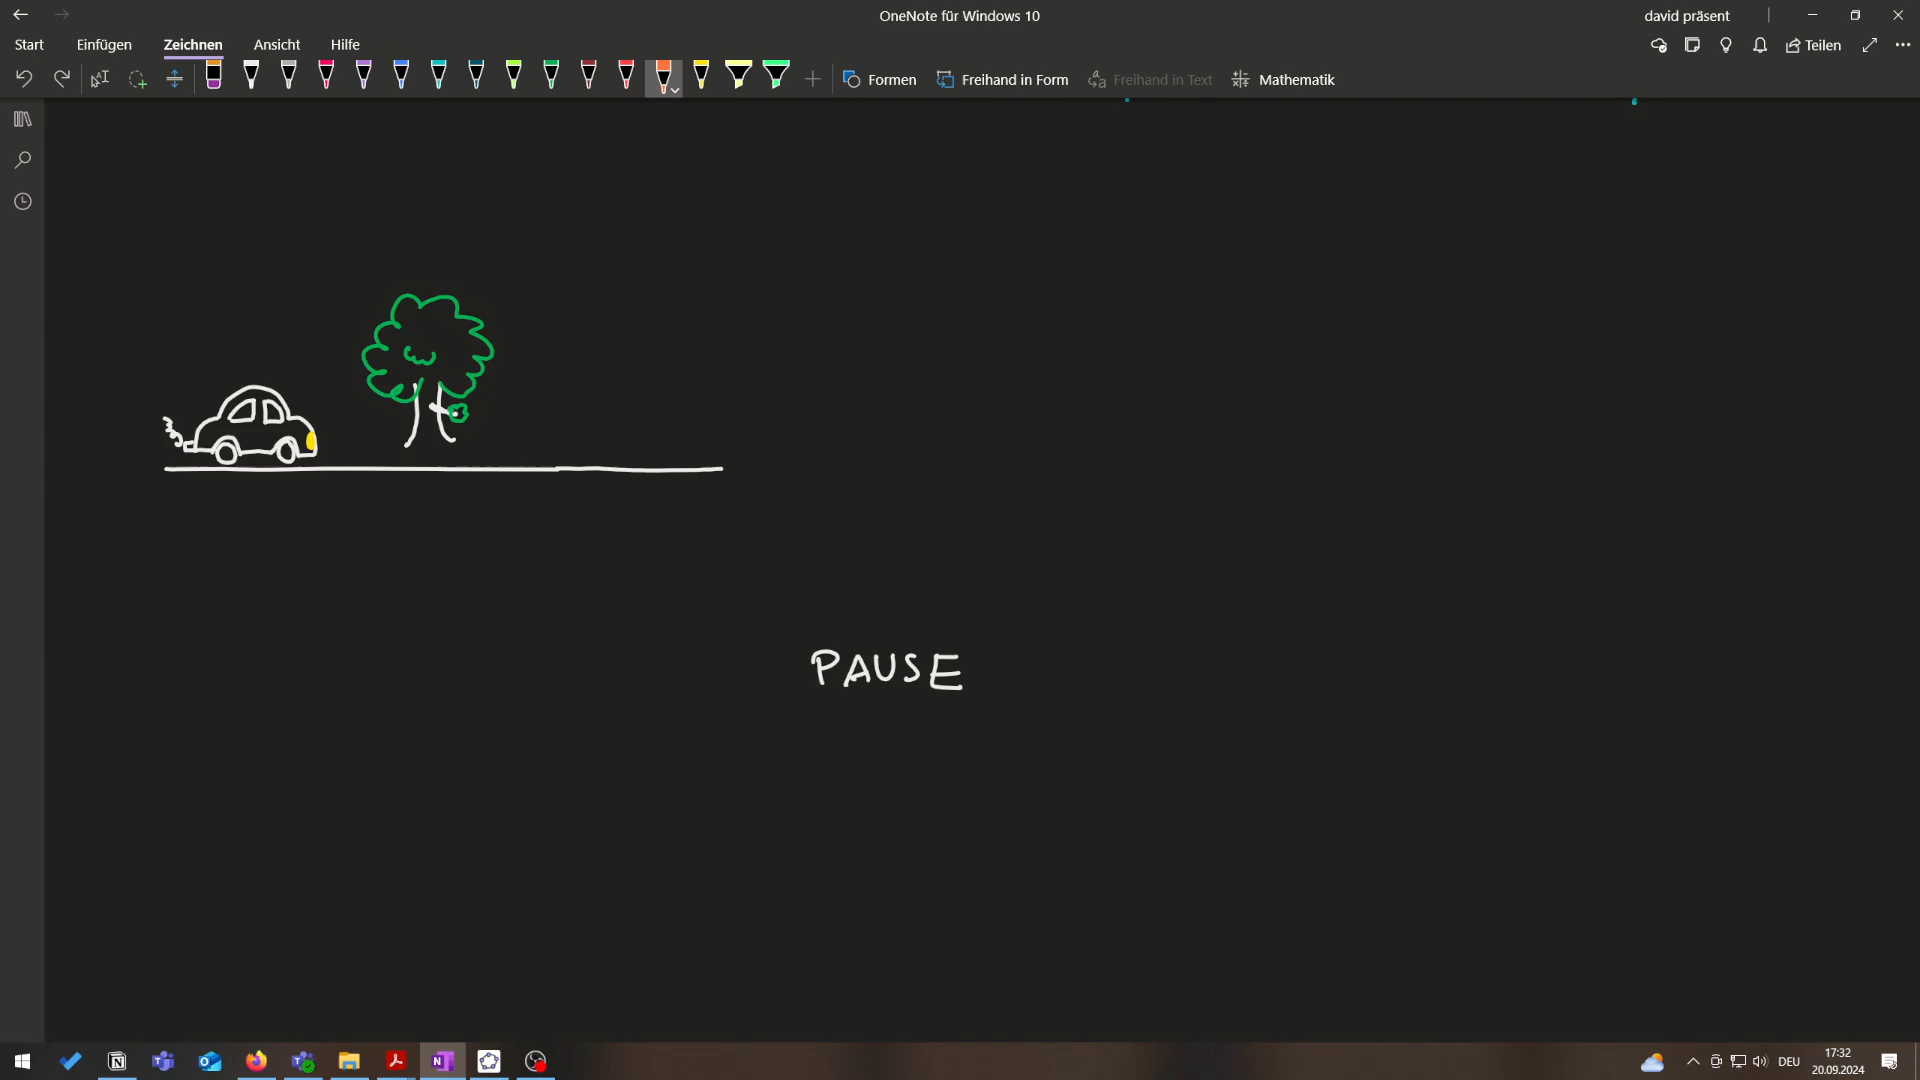 OneNote für Windows 10
david präsent
Start Einfügen Zeichnen Ansicht Hilfe
Teilen
Formen Freihand in Form Freihand in Text Mathematik
PAUSE
DEU
17:32
20.09.2024